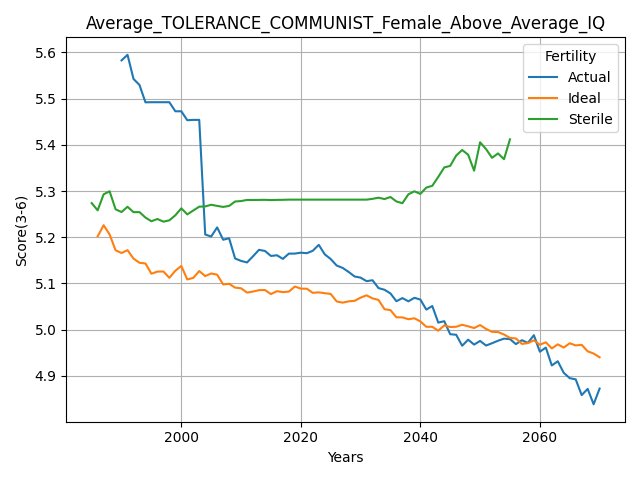 Average_TOLERANCE_COMMUNIST_Female_Above_Average_IQ
Fertility
Actual
Ideal
Sterile
Score(3-6)
5.6
5.5
5.4
5.3
5.2
5.1
5.0
4.9
2000 2020 2040 2060
Years